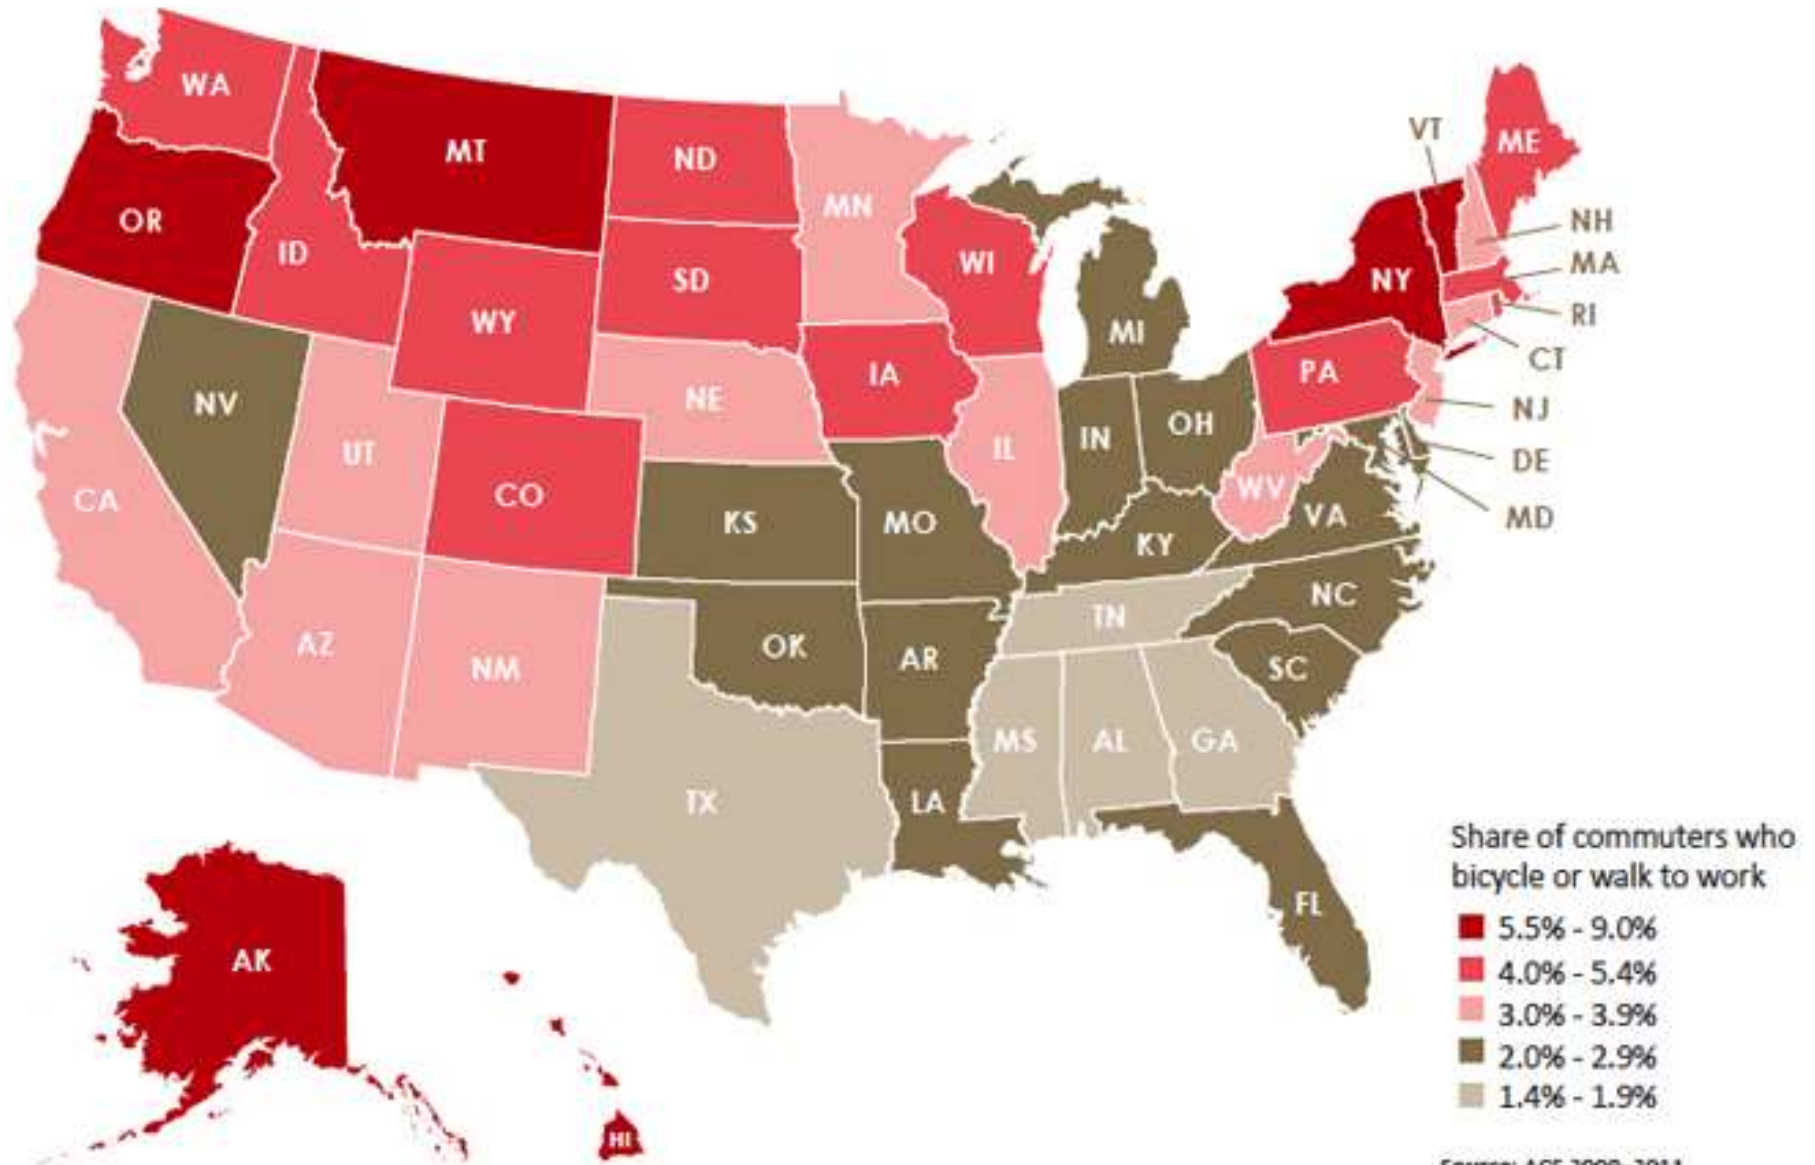 WA
MT
ND
MN
VT
ME
OR
ID
SD
WI
NH
MA
NY
RI
WY
MI
CT
IA
PA
NV
NE
NJ
UT
IL
IN
OH
DE
CA
CO
KS
MO
WV
VA
MD
KY
NC
AZ
NM
OK
AR
TN
SC
TX
MS
AL
GA
LA
FL
AK
HI
Share of commuters who
bicycle or walk to work
5.5% - 9.0%
4.0% - 5.4%
3.0% - 3.9%
2.0% - 2.9%
1.4% - 1.9%
Source: ACS 2009-2011